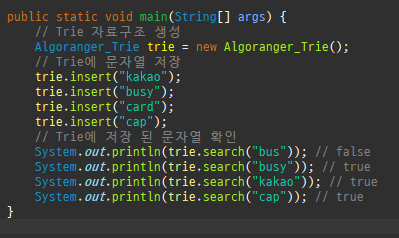 public static void main(String[] args) {
    // Trie 자료구조 생성
    Algoranger_Trie trie = new Algoranger_Trie();
    // Trie에 문자열 저장
    trie.insert("kakao");
    trie.insert("busy");
    trie.insert("card");
    trie.insert("cap");
    // Trie에 저장 된 문자열 확인
    System.out.println(trie.search("bus")); // false
    System.out.println(trie.search("busy")); // true
    System.out.println(trie.search("kakao")); // true
    System.out.println(trie.search("cap")); // true
}